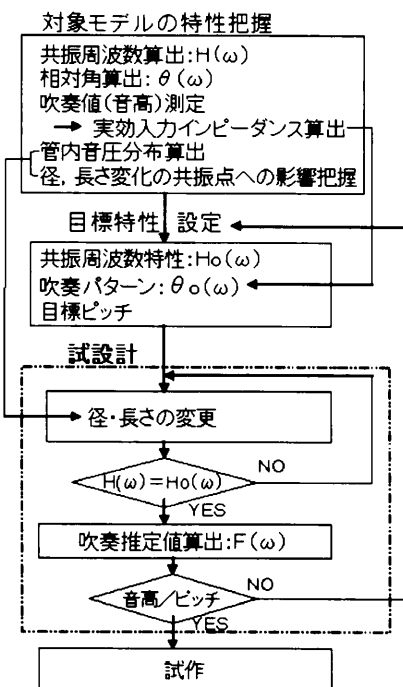 対象モデルの特性把握
共振周波数算出:H(ω)
相対角算出:θ(ω)
吹奏値(音高)測定
→ 実効入力インピーダンス算出
管内音圧分布算出
径,長さ変化の共振点への影響把握
目標特性 設定
共振周波数特性:Ho(ω)
吹奏パターン:θo(ω)
目標ピッチ
試設計
径・長さの変更
H(ω)=Ho(ω)
NO
YES
吹奏推定値算出:F(ω)
音高/ピッチ
NO
YES
試作